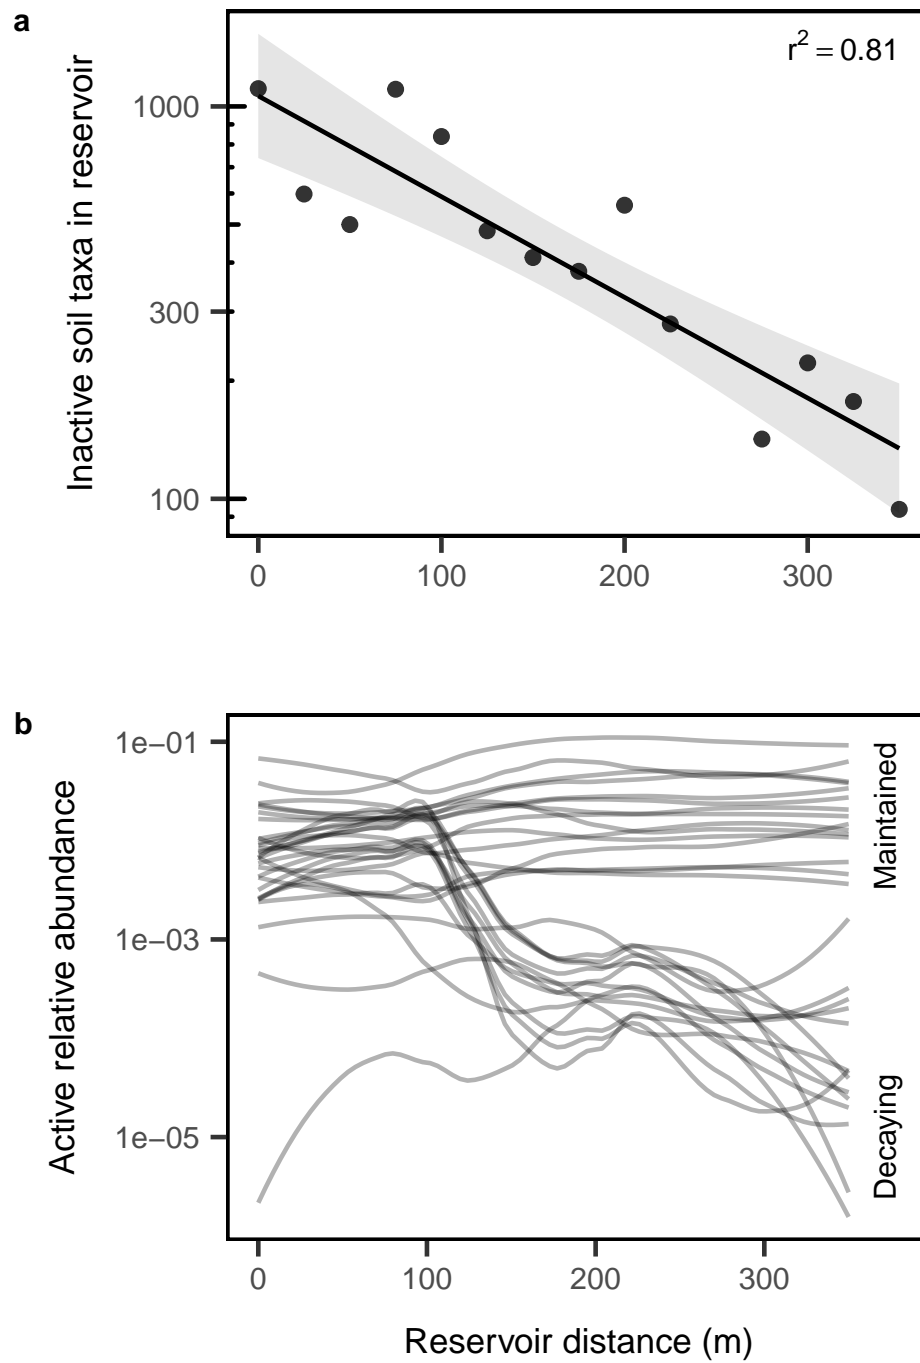 a
r² = 0.81
Inactive soil taxa in reservoir
1000
300
100
0 100 200 300
b
Active relative abundance
1e−01
1e−03
1e−05
Maintained
Decaying
0 100 200 300
Reservoir distance (m)